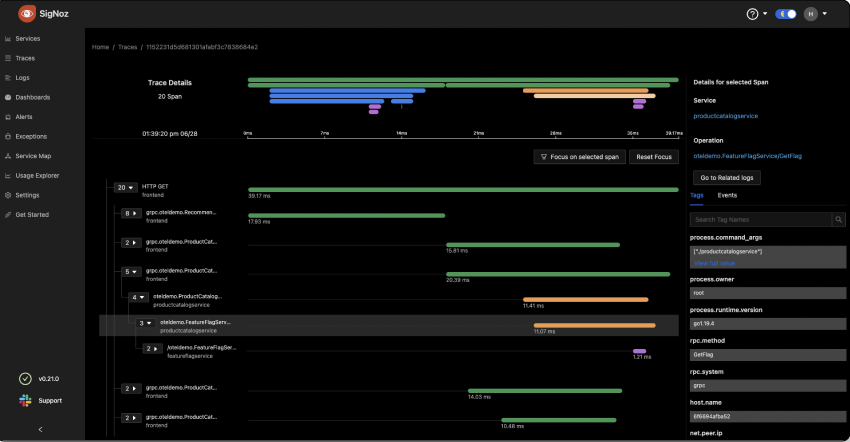 SigNoz
H
Services
Traces
Logs
Dashboards
Alerts
Exceptions
Service Map
Usage Explorer
Settings
Get Started
v0.21.0
Support
Home / Traces / 1152231d5d661301afabf3c7838684e2
Trace Details
20 Span
01:39:20 pm 06/28
0ms
7ms
14ms
21ms
28ms
35ms
39.17ms
Focus on selected span
Reset Focus
20
HTTP GET
frontend
39.17 ms
8
grpc.oteldemo.Recommen...
frontend
17.93 ms
2
grpc.oteldemo.ProductCat...
frontend
15.81 ms
5
grpc.oteldemo.ProductCat...
frontend
20.39 ms
4
oteldemo.ProductCatalog...
productcatalogservice
11.41 ms
3
oteldemo.FeatureFlagServ...
productcatalogservice
11.07 ms
2
/oteldemo.FeatureFlagSer...
featureflagservice
1.21 ms
2
grpc.oteldemo.ProductCat...
frontend
14.03 ms
2
grpc.oteldemo.ProductCat...
frontend
10.48 ms
Details for selected Span
Service
productcatalogservice
Operation
oteldemo.FeatureFlagService/GetFlag
Go to Related logs
Tags
Events
Search Tag Names
process.command_args
["./productcatalogservice"]
View full value
process.owner
root
process.runtime.version
go1.19.4
rpc.method
GetFlag
rpc.system
grpc
host.name
6f6694afba52
net.peer.ip